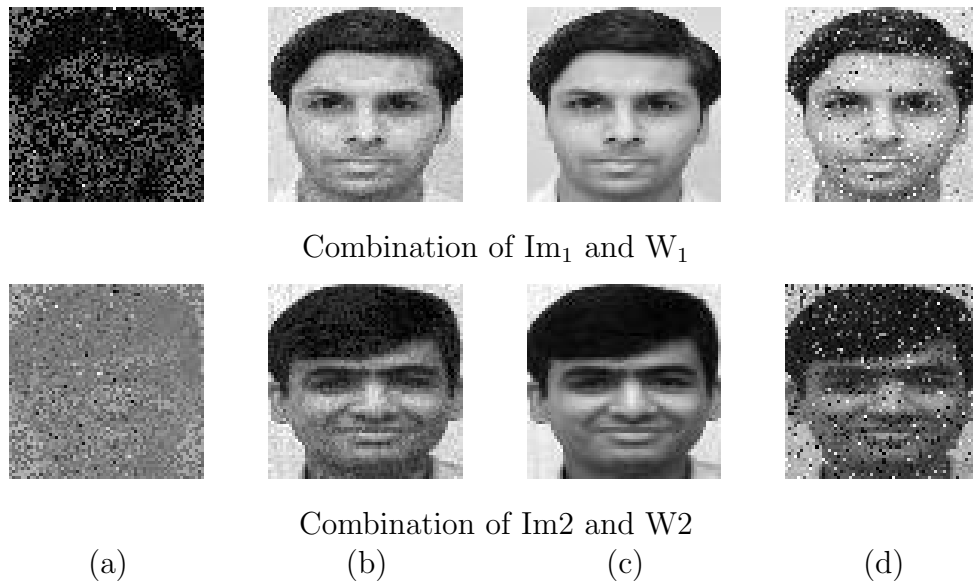 Combination of Im₁ and W₁
Combination of Im2 and W2
(a) (b) (c) (d)